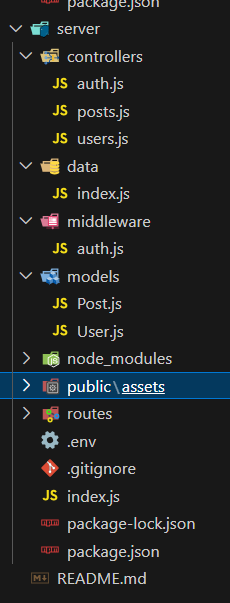 package.json
server
controllers
JS auth.js
JS posts.js
JS users.js
data
JS index.js
middleware
JS auth.js
models
JS Post.js
JS User.js
node_modules
public\assets
routes
.env
.gitignore
JS index.js
package-lock.json
package.json
README.md